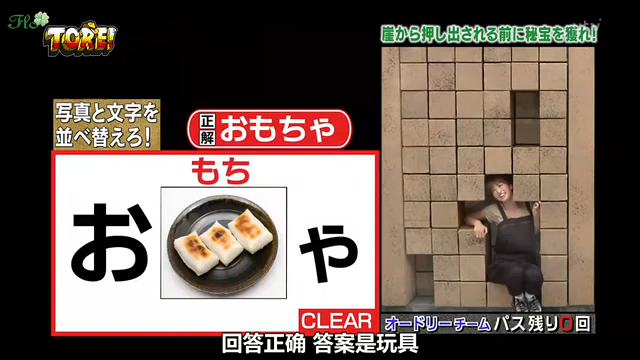 TORE!
崖から押し出される前に秘宝を獲れ!
写真と文字を
並べ替えろ!
正解 おもちゃ
もち
お ゃ
CLEAR
オードリーチーム パス残り0回
回答正确 答案是玩具